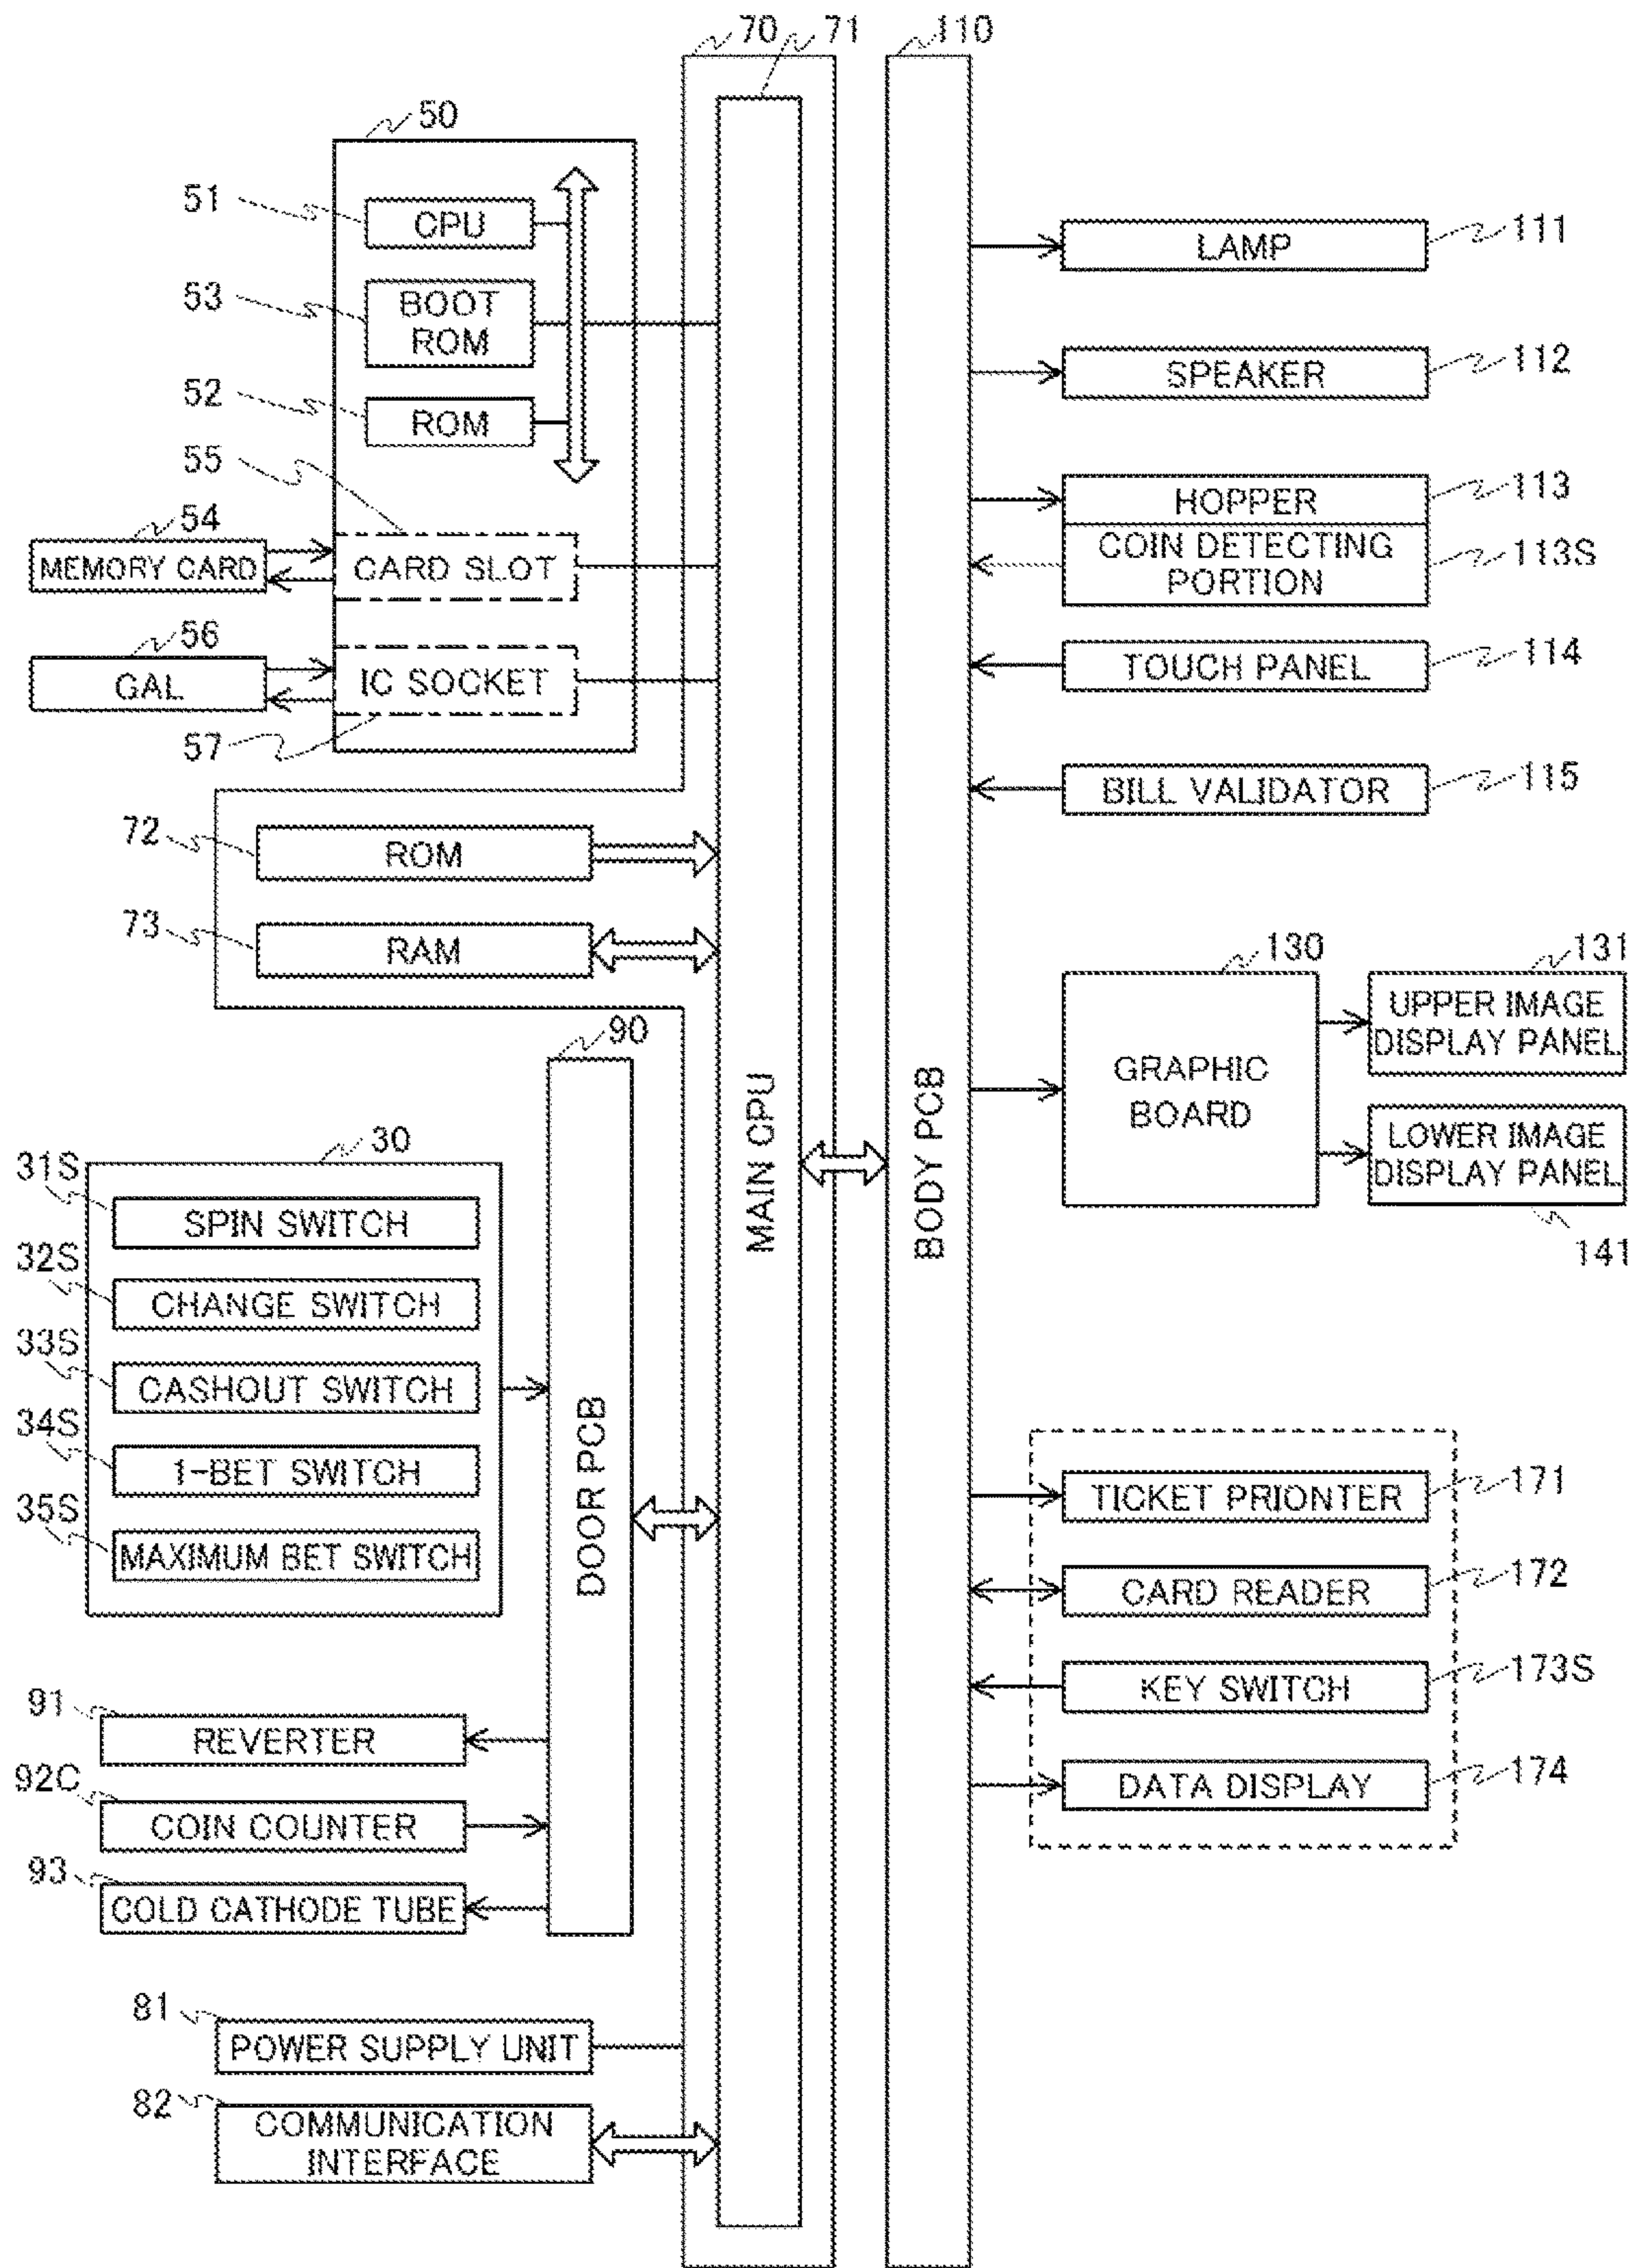 70
71
110
50
51
CPU
53
BOOT
ROM
52
ROM
55
54
MEMORY CARD
CARD SLOT
56
GAL
IC SOCKET
57
72
ROM
73
RAM
90
30
31S
SPIN SWITCH
32S
CHANGE SWITCH
33S
CASHOUT SWITCH
34S
1-BET SWITCH
35S
MAXIMUM BET SWITCH
DOOR PCB
91
REVERTER
92C
COIN COUNTER
93
COLD CATHODE TUBE
81
POWER SUPPLY UNIT
82
COMMUNICATION
INTERFACE
MAIN CPU
BODY PCB
LAMP
111
SPEAKER
112
HOPPER
113
COIN DETECTING
PORTION
113S
TOUCH PANEL
114
BILL VALIDATOR
115
130
GRAPHIC
BOARD
131
UPPER IMAGE
DISPLAY PANEL
LOWER IMAGE
DISPLAY PANEL
141
TICKET PRIONTER
171
CARD READER
172
KEY SWITCH
173S
DATA DISPLAY
174